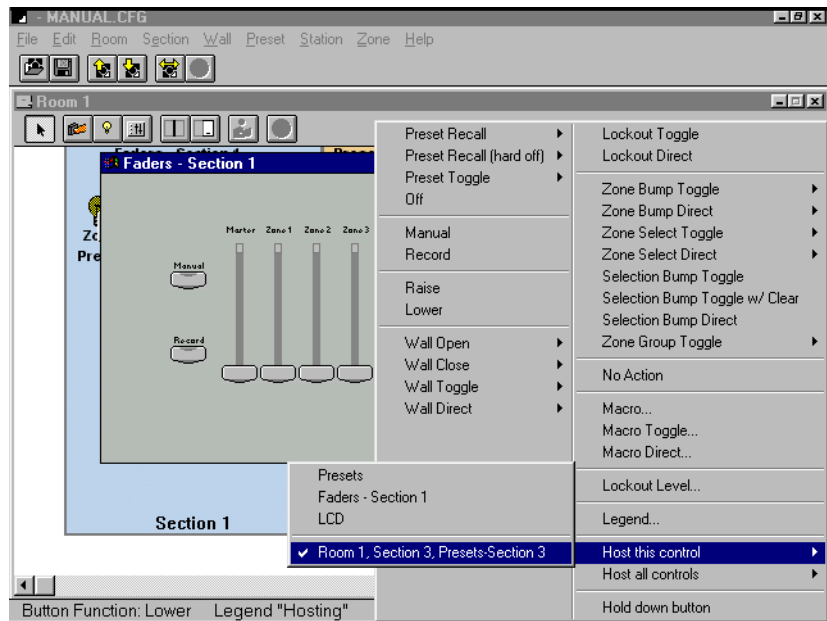 - MANUAL.CFG
File Edit Room Section Wall Preset Station Zone Help
Room 1
Faders - Section 1
Zo
Pre
Master Zone 1 Zone 2 Zone 3
Manual
Record
Section 1
Preset Recall
Preset Recall (hard off)
Preset Toggle
Off
Manual
Record
Raise
Lower
Wall Open
Wall Close
Wall Toggle
Wall Direct
Lockout Toggle
Lockout Direct
Zone Bump Toggle
Zone Bump Direct
Zone Select Toggle
Zone Select Direct
Selection Bump Toggle
Selection Bump Toggle w/ Clear
Selection Bump Direct
Zone Group Toggle
No Action
Macro...
Macro Toggle...
Macro Direct...
Lockout Level...
Legend...
Host this control
Host all controls
Hold down button
Presets
Faders - Section 1
LCD
Room 1, Section 3, Presets-Section 3
Button Function: Lower Legend "Hosting"